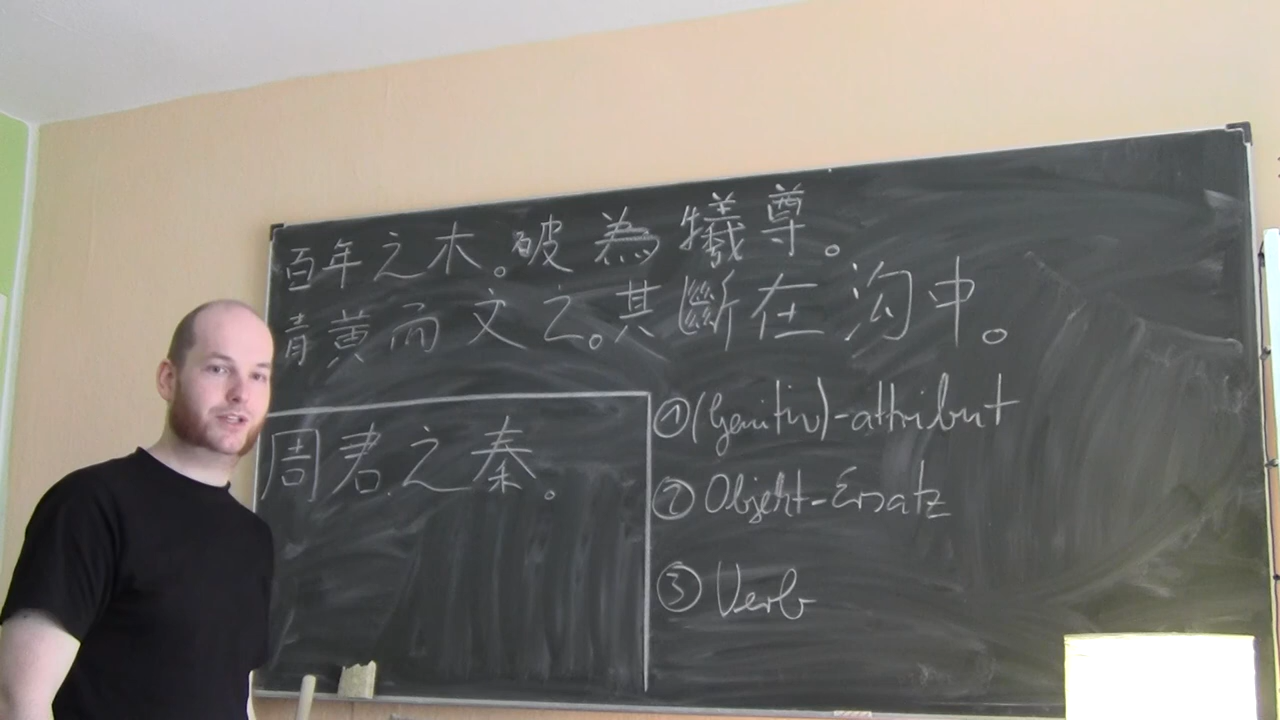 百年之木。破為犧尊。
青黃而文之。其斷在沟中。
周君之秦。
① (Genitiv)-attribut
② Objekt-Ersatz
③ Verb